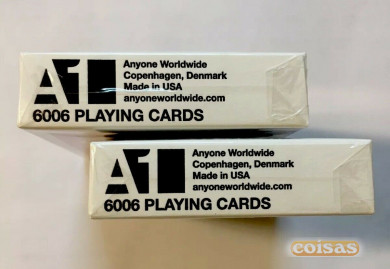 A1
Anyone Worldwide
Copenhagen, Denmark
Made in USA
anyoneworldwide.com
6006 PLAYING CARDS
A1
Anyone Worldwide
Copenhagen, Denmark
Made in USA
anyoneworldwide.com
6006 PLAYING CARDS
coisas